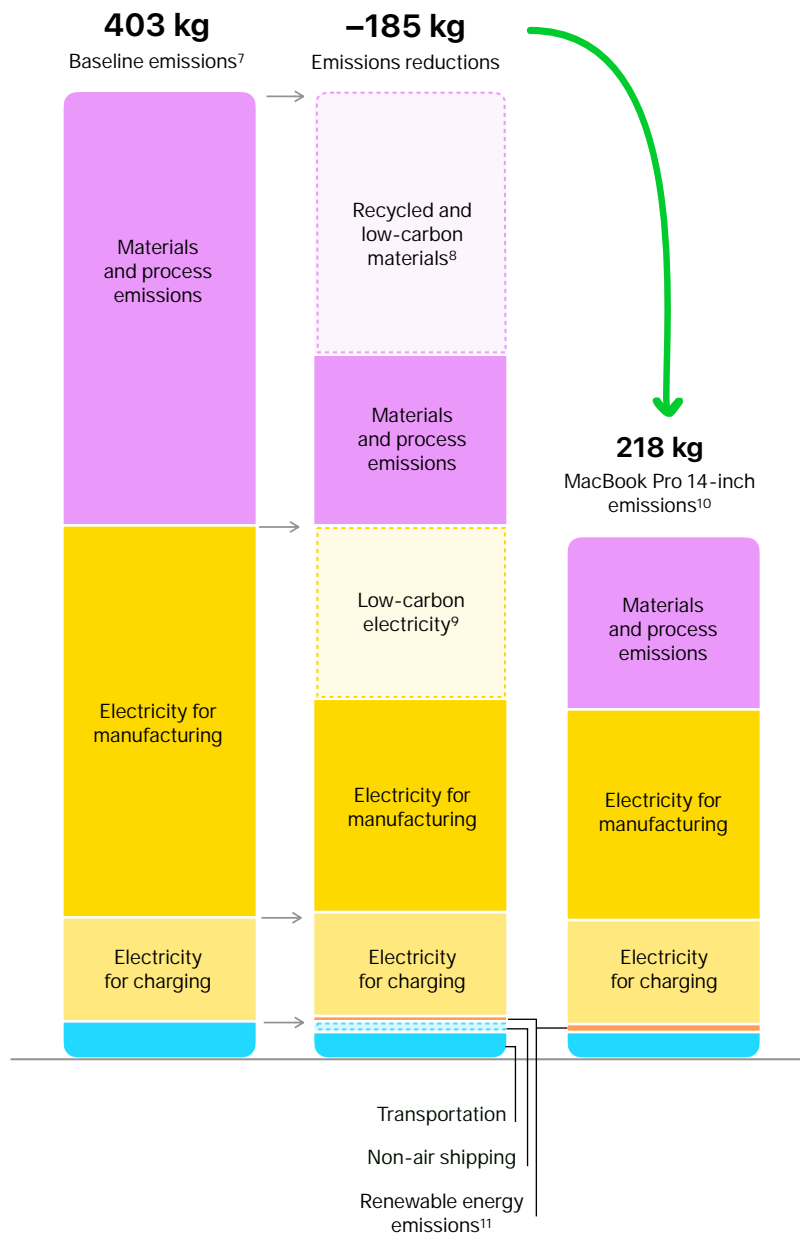 403 kg
Baseline emissions⁷
–185 kg
Emissions reductions
Materials
and process
emissions
Electricity for
manufacturing
Electricity
for charging
Recycled and
low-carbon
materials⁸
Materials
and process
emissions
Low-carbon
electricity⁹
Electricity for
manufacturing
Electricity
for charging
218 kg
MacBook Pro 14-inch
emissions¹⁰
Materials
and process
emissions
Electricity for
manufacturing
Electricity
for charging
Transportation
Non-air shipping
Renewable energy
emissions¹¹